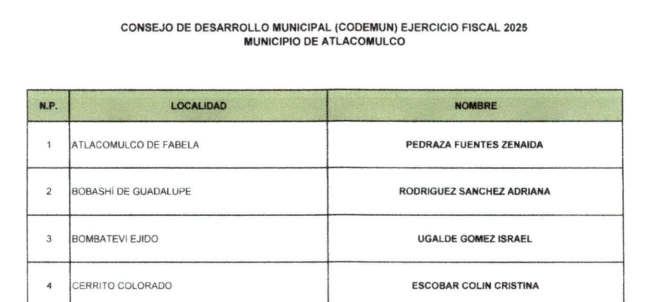 CONSEJO DE DESARROLLO MUNICIPAL (CODEMUN) EJERCICIO FISCAL 2025
MUNICIPIO DE ATLACOMULCO
N.P. LOCALIDAD NOMBRE
1 ATLACOMULCO DE FABELA PEDRAZA FUENTES ZENAIDA
2 BOBASHÍ DE GUADALUPE RODRIGUEZ SANCHEZ ADRIANA
3 BOMBATEVI EJIDO UGALDE GOMEZ ISRAEL
4 CERRITO COLORADO ESCOBAR COLIN CRISTINA